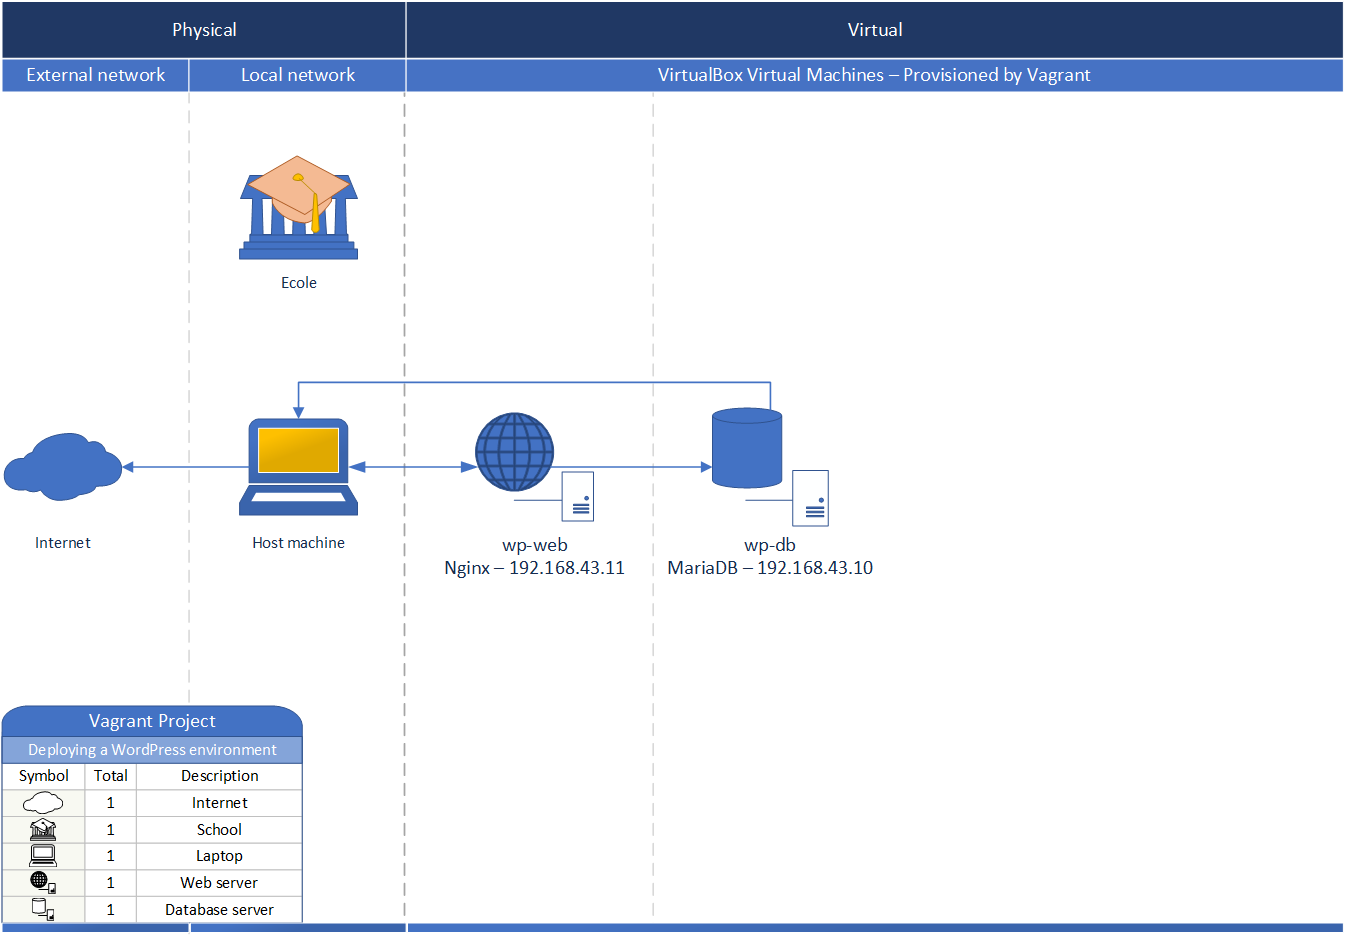 Physical
Virtual
External network
Local network
VirtualBox Virtual Machines – Provisioned by Vagrant
Ecole
Internet
Host machine
wp-web
Nginx – 192.168.43.11
wp-db
MariaDB – 192.168.43.10
Vagrant Project
Deploying a WordPress environment
Symbol Total Description
1 Internet
1 School
1 Laptop
1 Web server
1 Database server